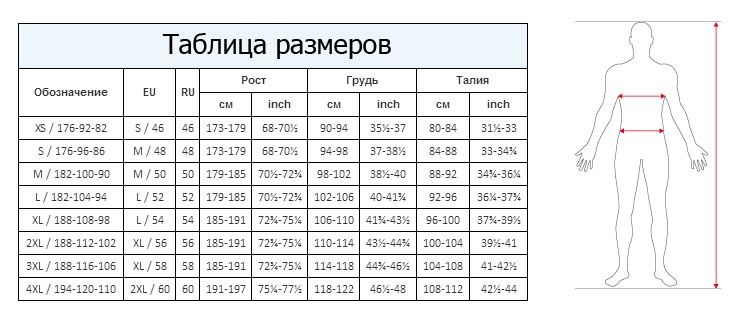 Таблица размеров
Обозначение EU RU Рост Грудь Талия
см inch см inch см inch
XS / 176-92-82 S / 46 46 173-179 68-70½ 90-94 35½-37 80-84 31½-33
S / 176-96-86 M / 48 48 173-179 68-70½ 94-98 37-38½ 84-88 33-34¾
M / 182-100-90 M / 50 50 179-185 70½-72¾ 98-102 38½-40 88-92 34¾-36¼
L / 182-104-94 L / 52 52 179-185 70½-72¾ 102-106 40-41¾ 92-96 36¼-37¾
XL / 188-108-98 L / 54 54 185-191 72¾-75¼ 106-110 41¾-43½ 96-100 37¾-39½
2XL / 188-112-102 XL / 56 56 185-191 72¾-75¼ 110-114 43½-44¾ 100-104 39½-41
3XL / 188-116-106 XL / 58 58 185-191 72¾-75¼ 114-118 44¾-46½ 104-108 41-42½
4XL / 194-120-110 2XL / 60 60 191-197 75¼-77½ 118-122 46½-48 108-112 42½-44